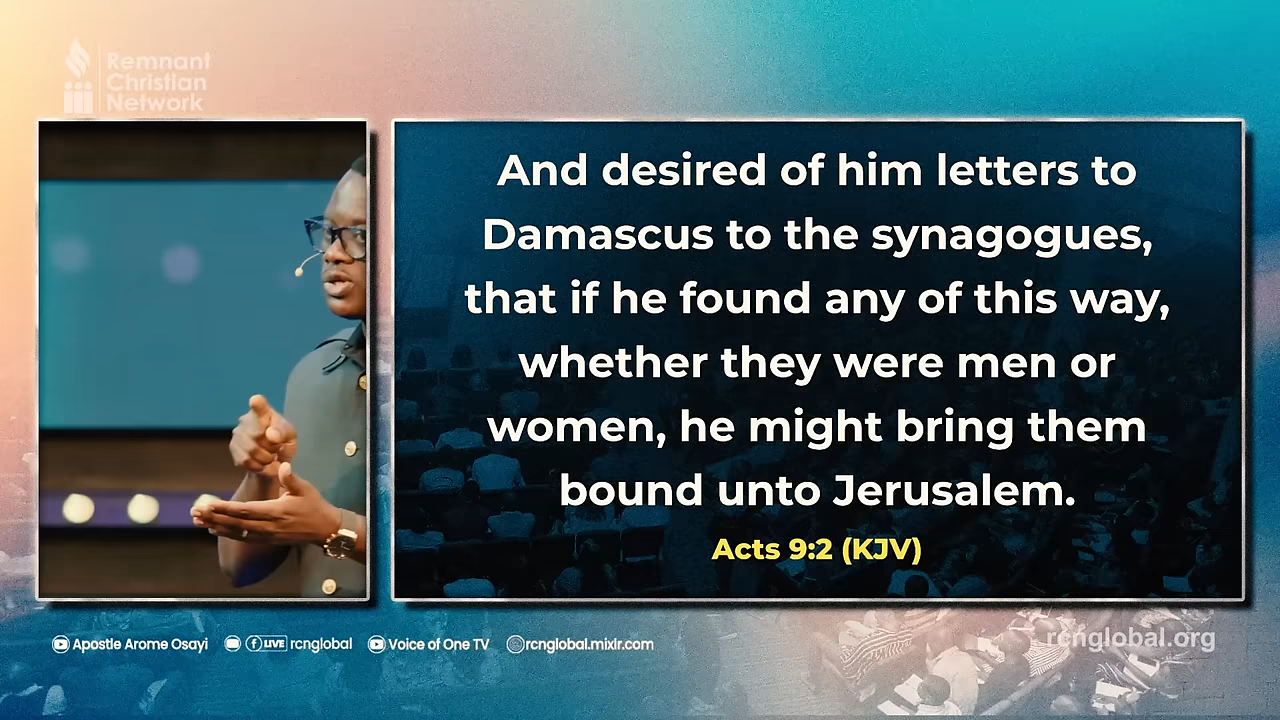 Remnant
Christian
Network
And desired of him letters to
Damascus to the synagogues,
that if he found any of this way,
whether they were men or
women, he might bring them
bound unto Jerusalem.
Acts 9:2 (KJV)
Apostle Arome Osayi
f LIVE rcnglobal
Voice of One TV
rcnglobal.mixlr.com
rcnglobal.org